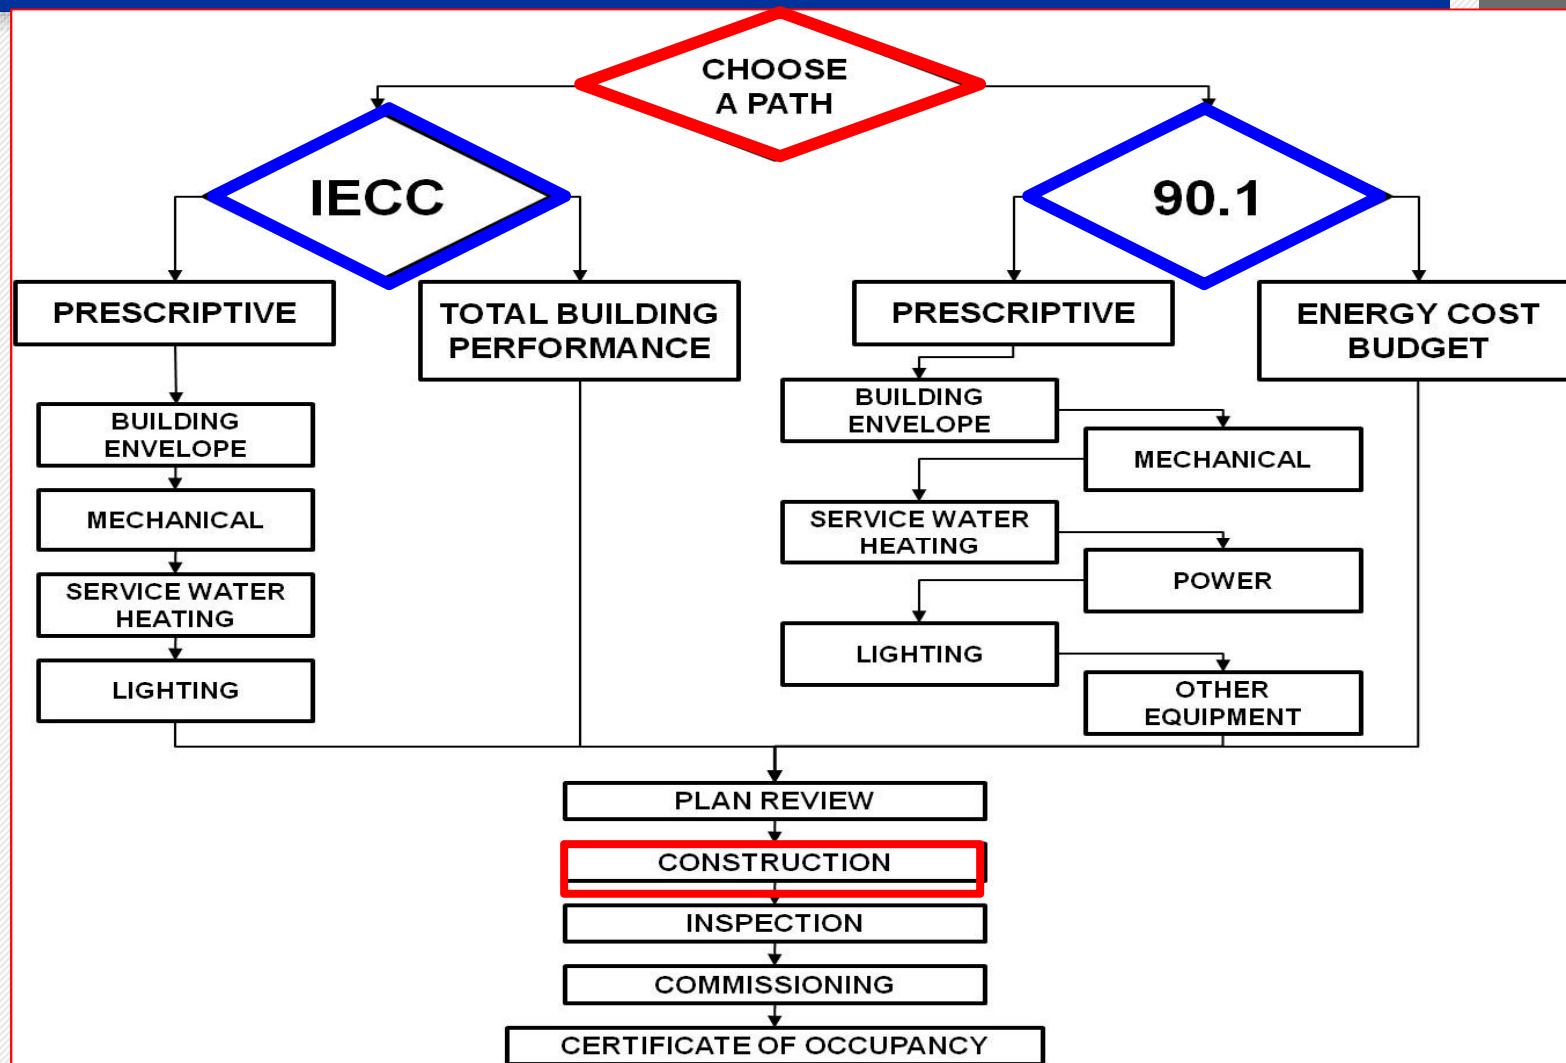 CHOOSE
A PATH
IECC
90.1
PRESCRIPTIVE
TOTAL BUILDING
PERFORMANCE
PRESCRIPTIVE
ENERGY COST
BUDGET
BUILDING
ENVELOPE
MECHANICAL
SERVICE WATER
HEATING
LIGHTING
BUILDING
ENVELOPE
MECHANICAL
SERVICE WATER
HEATING
POWER
LIGHTING
OTHER
EQUIPMENT
PLAN REVIEW
CONSTRUCTION
INSPECTION
COMMISSIONING
CERTIFICATE OF OCCUPANCY